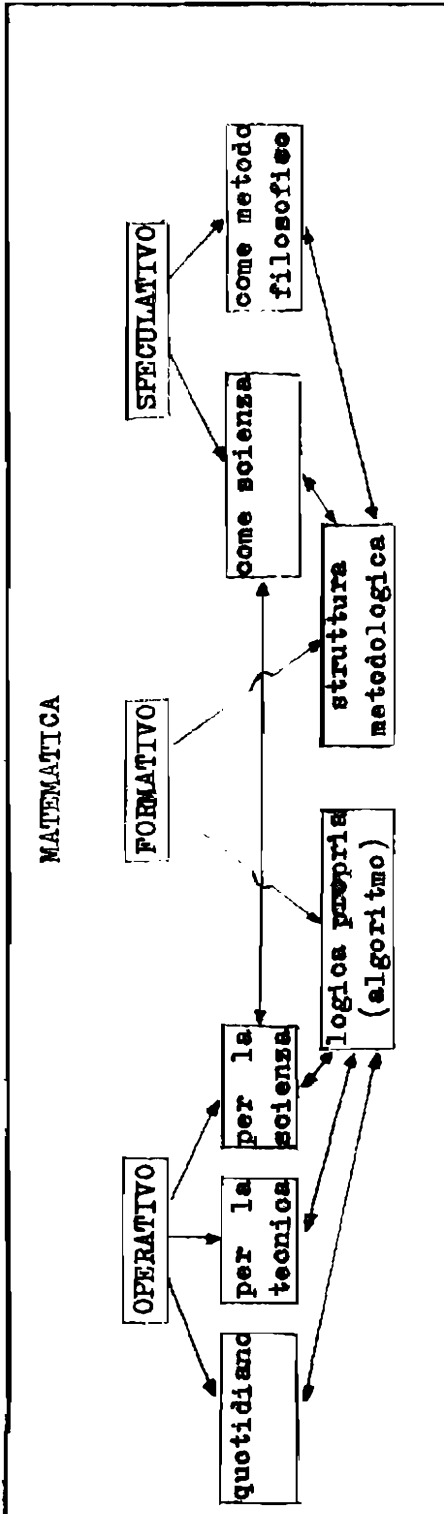 MATEMATICA
OPERATIVO
FORMATIVO
SPECULATIVO
quotidiano
per la
tecnica
per la
scienza
come scienza
come metodo
filosofico
logica propria
(algoritmo)
struttura
metodologica